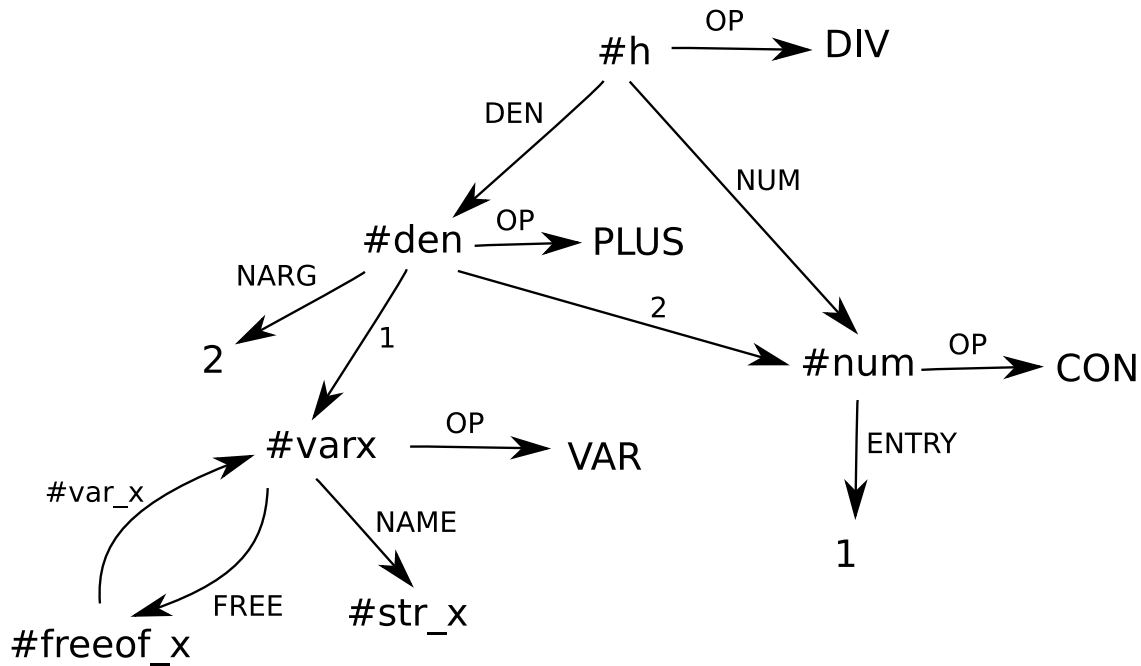 OP
#h
DIV
DEN
NUM
OP
#den
PLUS
NARG
2
1
2
OP
#num
CON
OP
#varx
VAR
ENTRY
#var_x
NAME
1
FREE
#str_x
#freeof_x